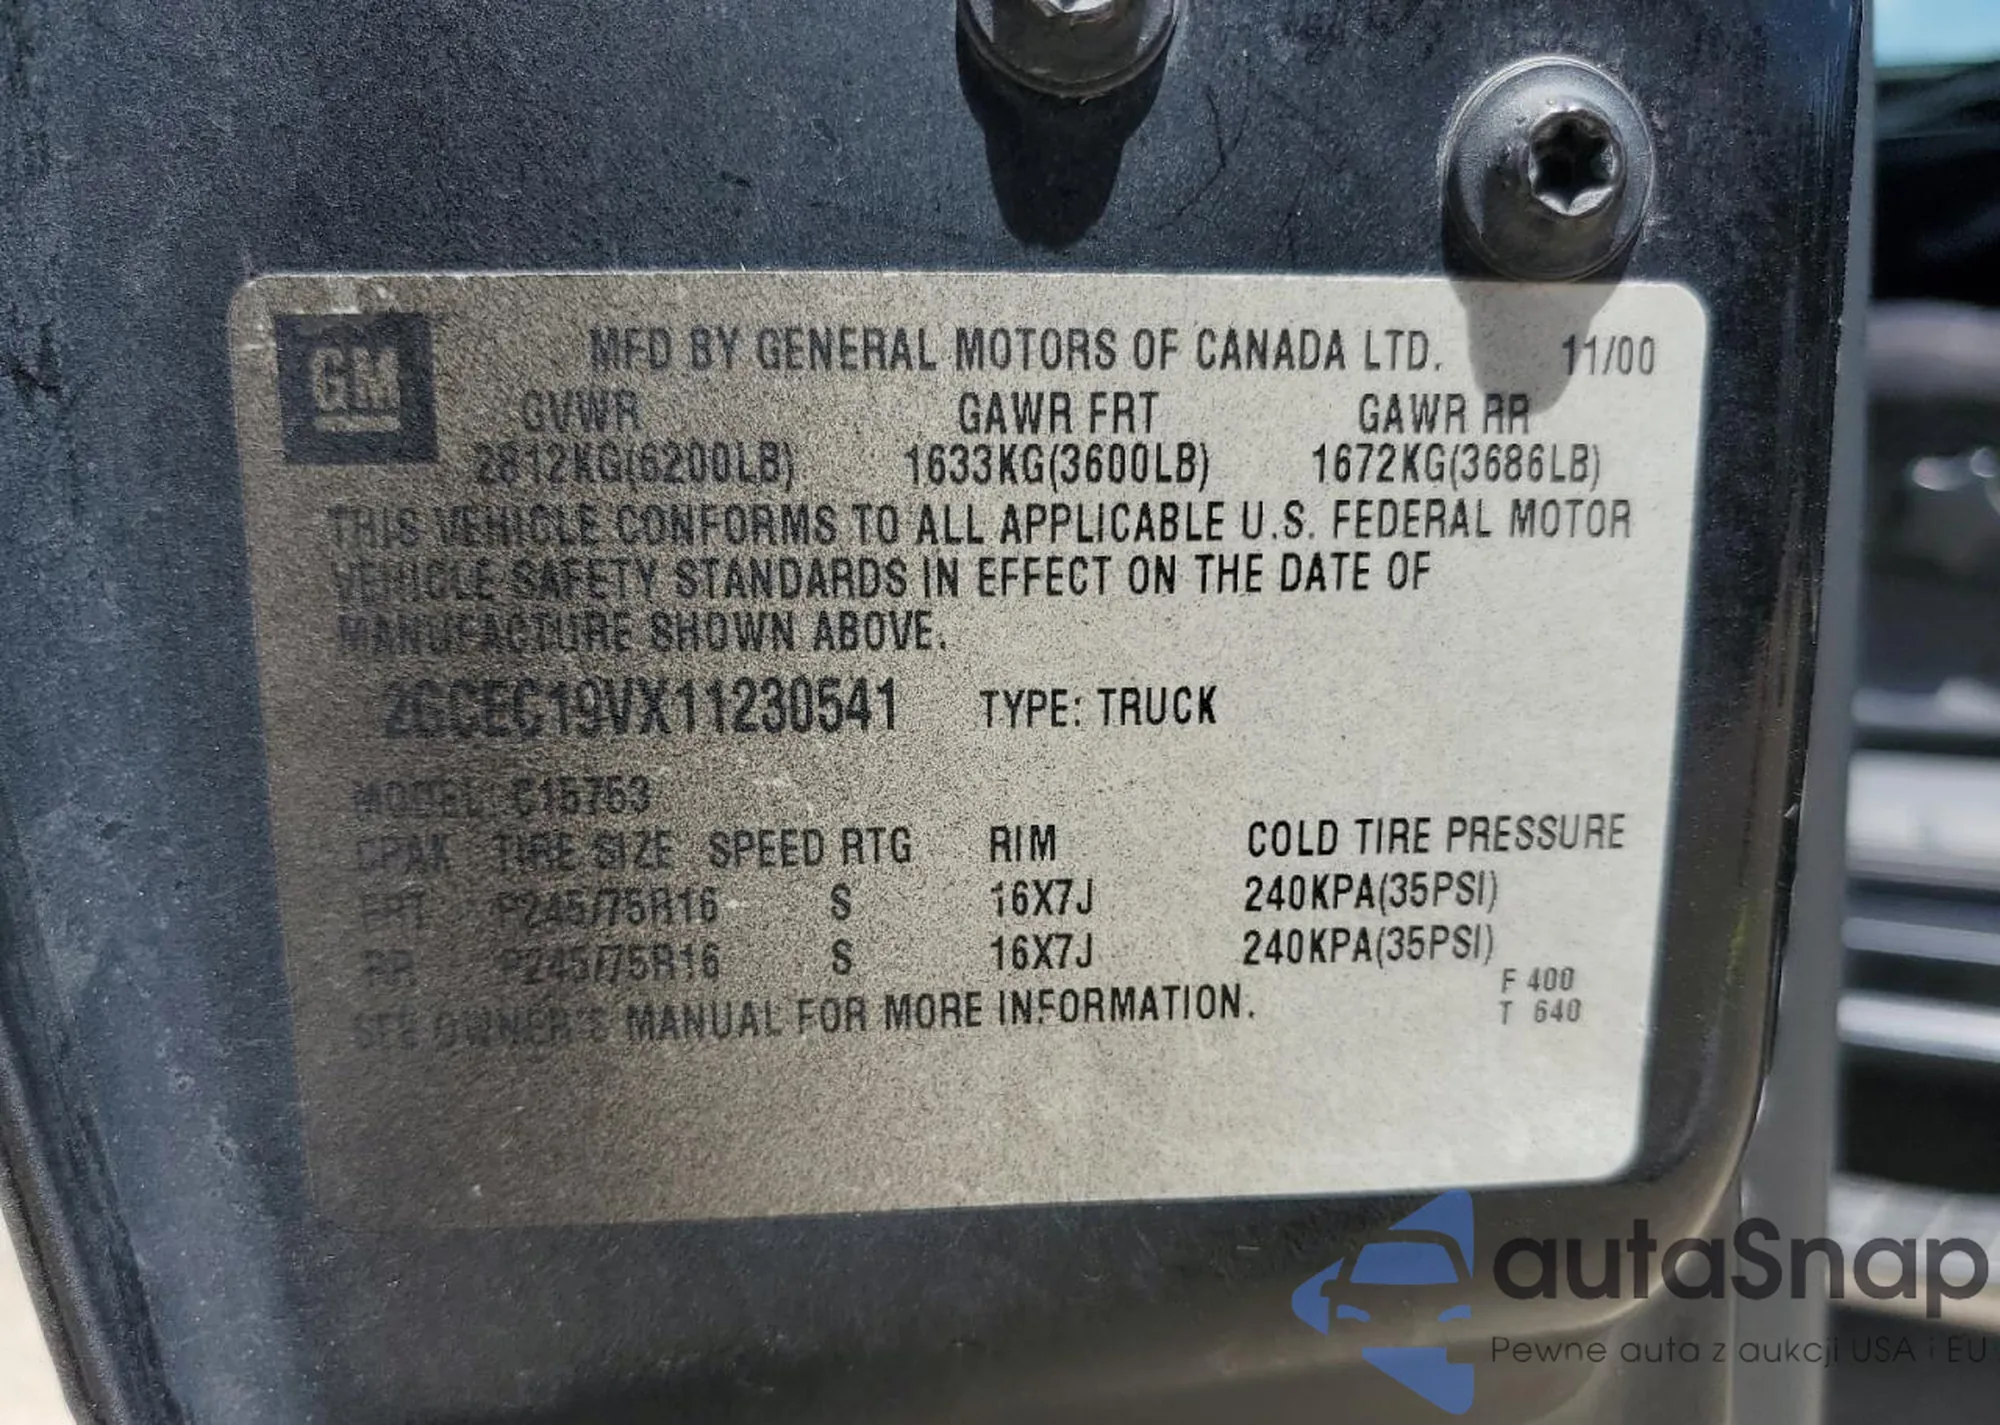 GM
MFD BY GENERAL MOTORS OF CANADA LTD. 11/00
GVWR GAWR FRT GAWR RR
2812KG(6200LB) 1633KG(3600LB) 1672KG(3686LB)
THIS VEHICLE CONFORMS TO ALL APPLICABLE U.S. FEDERAL MOTOR
VEHICLE SAFETY STANDARDS IN EFFECT ON THE DATE OF
MANUFACTURE SHOWN ABOVE.
2GCEC19VX11230541 TYPE: TRUCK
MODEL: C15753
CPAK TIRE SIZE SPEED RTG RIM COLD TIRE PRESSURE
FRT P245/75R16 S 16X7J 240KPA(35PSI)
RR P245/75R16 S 16X7J 240KPA(35PSI)
SEE OWNER'S MANUAL FOR MORE INFORMATION.
F 400
T 640
autaSnap
Pewne auta z aukcji USA i EU